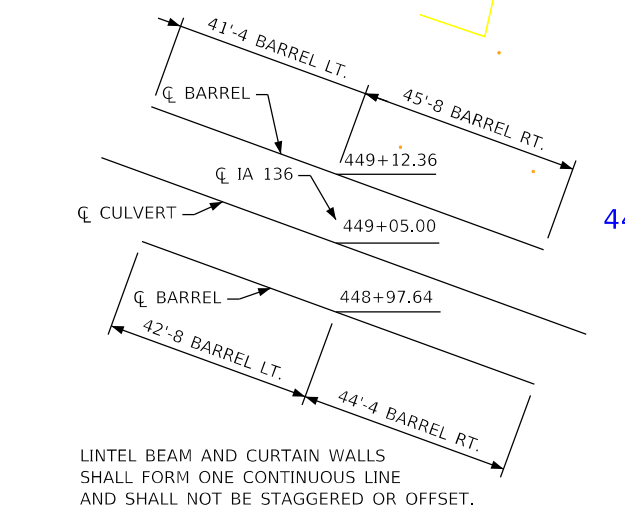 41'-4 BARREL LT.
45'-8 BARREL RT.
℄ BARREL
449+12.36
℄ IA 136
℄ CULVERT
449+05.00
℄ BARREL
448+97.64
42'-8 BARREL LT.
44'-4 BARREL RT.
LINTEL BEAM AND CURTAIN WALLS
SHALL FORM ONE CONTINUOUS LINE
AND SHALL NOT BE STAGGERED OR OFFSET.